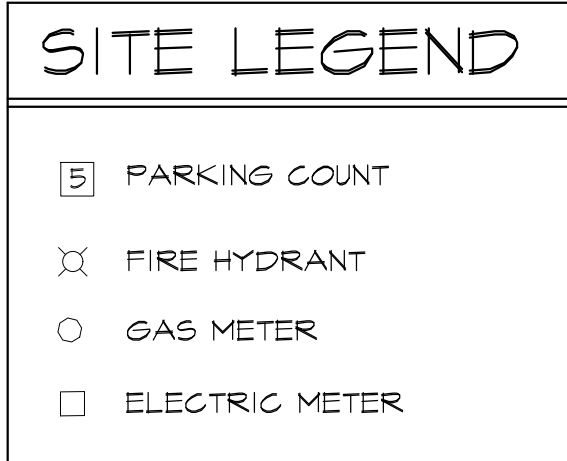 SITE LEGEND
5 PARKING COUNT
FIRE HYDRANT
GAS METER
ELECTRIC METER